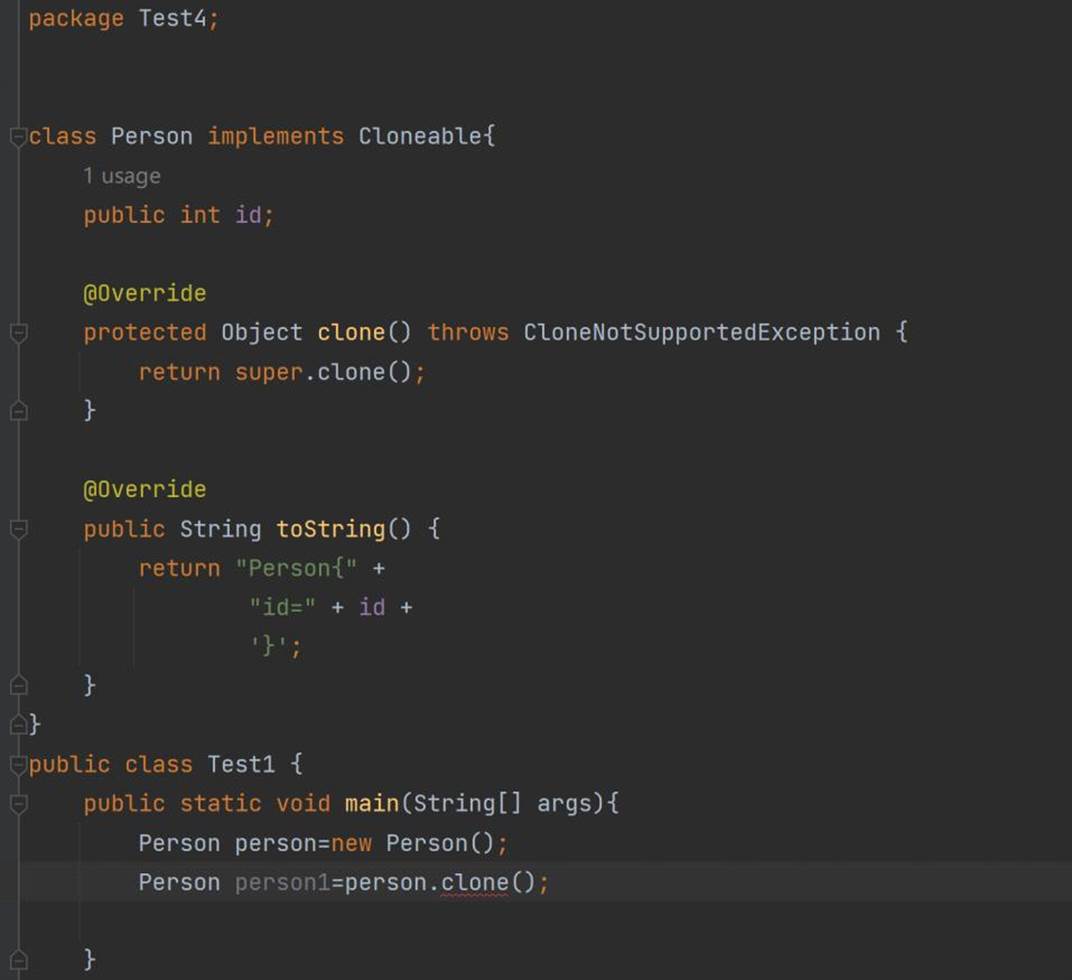 package Test4;
class Person implements Cloneable{
1 usage
public int id;
@Override
protected Object clone() throws CloneNotSupportedException {
return super.clone();
}
@Override
public String toString() {
return "Person{" +
"id=" + id +
'}';
}
}
public class Test1 {
public static void main(String[] args){
Person person=new Person();
Person person1=person.clone();
}